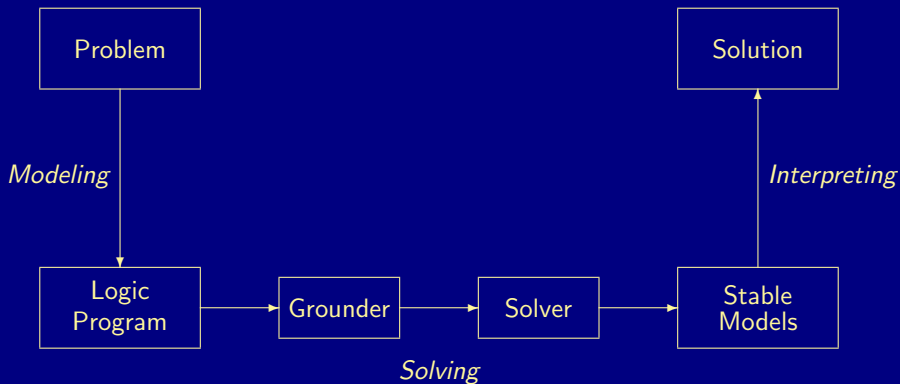 Problem
Solution
Modeling
Interpreting
Logic
Program
Grounder
Solver
Stable
Models
Solving